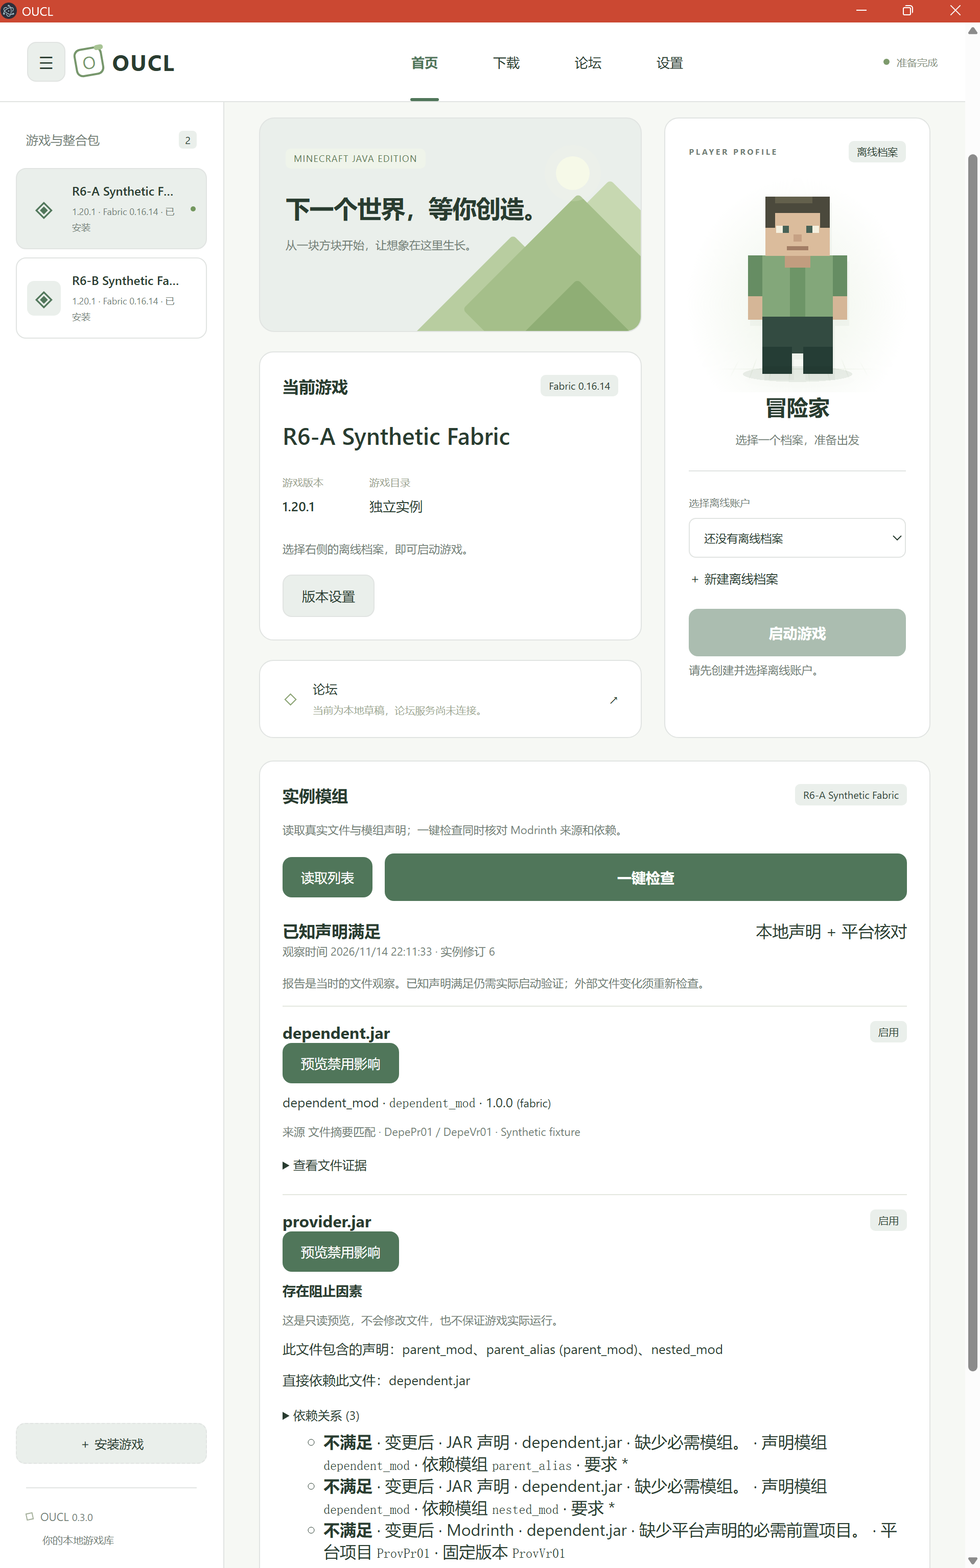 OUCL
☰
OUCL
首页
下载
论坛
设置
准备完成
游戏与整合包
2
R6-A Synthetic F...
1.20.1 · Fabric 0.16.14 · 已
安装
R6-B Synthetic Fa...
1.20.1 · Fabric 0.16.14 · 已
安装
+ 安装游戏
OUCL 0.3.0
你的本地游戏库
MINECRAFT JAVA EDITION
下一个世界，等你创造。
从一块方块开始，让想象在这里生长。
当前游戏
Fabric 0.16.14
R6-A Synthetic Fabric
游戏版本
游戏目录
1.20.1
独立实例
选择右侧的离线档案，即可启动游戏。
版本设置
论坛
当前为本地草稿，论坛服务尚未连接。
↗
PLAYER PROFILE
离线档案
冒险家
选择一个档案，准备出发
选择离线账户
还没有离线档案
+ 新建离线档案
启动游戏
请先创建并选择离线账户。
实例模组
R6-A Synthetic Fabric
读取真实文件与模组声明；一键检查同时核对 Modrinth 来源和依赖。
读取列表
一键检查
已知声明满足
本地声明 + 平台核对
观察时间 2026/11/14 22:11:33 · 实例修订 6
报告是当时的文件观察。已知声明满足仍需实际启动验证；外部文件变化须重新检查。
dependent.jar
启用
预览禁用影响
dependent_mod · dependent_mod · 1.0.0 (fabric)
来源 文件摘要匹配 · DepePr01 / DepeVr01 · Synthetic fixture
▶ 查看文件证据
provider.jar
启用
预览禁用影响
存在阻止因素
这是只读预览，不会修改文件，也不保证游戏实际运行。
此文件包含的声明：parent_mod、parent_alias (parent_mod)、nested_mod
直接依赖此文件：dependent.jar
▶ 依赖关系 (3)
不满足 · 变更后 · JAR 声明 · dependent.jar · 缺少必需模组。 · 声明模组
dependent_mod · 依赖模组 parent_alias · 要求 *
不满足 · 变更后 · JAR 声明 · dependent.jar · 缺少必需模组。 · 声明模组
dependent_mod · 依赖模组 nested_mod · 要求 *
不满足 · 变更后 · Modrinth · dependent.jar · 缺少平台声明的必需前置项目。 · 平
台项目 ProvPr01 · 固定版本 ProvVr01